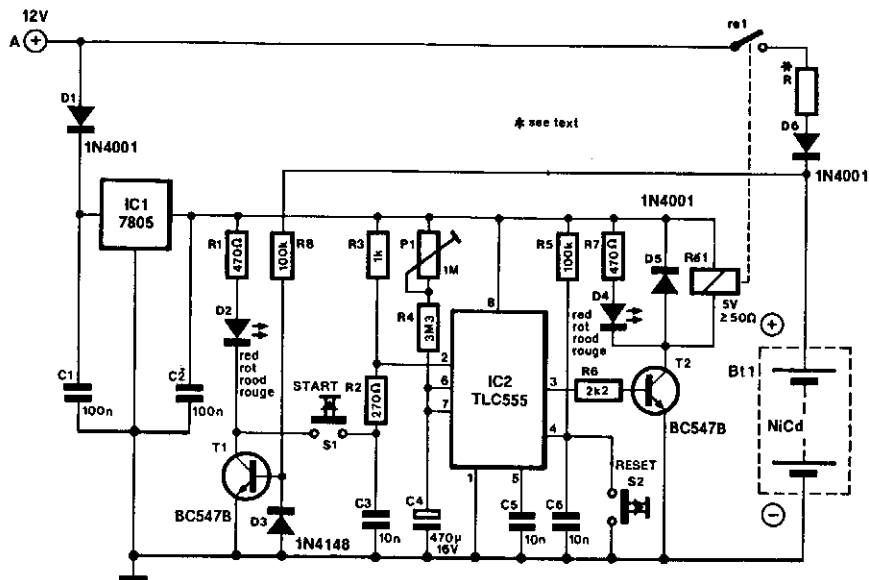 12V
A
re1
* R
D1
1N4001
* see text
D6
1N4001
IC1
7805
1N4001
R1
470Ω
R8
100k
R3
1k
P1
1M
R5
100k
R7
470Ω
D5
Ré1
5V
≥50Ω
D2
red
rot
rood
rouge
R4
3M3
D4
red
rot
rood
rouge
8
C1
100n
C2
100n
START
S1
R2
270Ω
2
6
7
IC2
TLC555
3
4
R6
2k2
T2
BC547B
Bt1
NiCd
T1
BC547B
D3
1N4148
1
5
RESET
S2
C3
10n
C4
470µ
16V
C5
10n
C6
10n